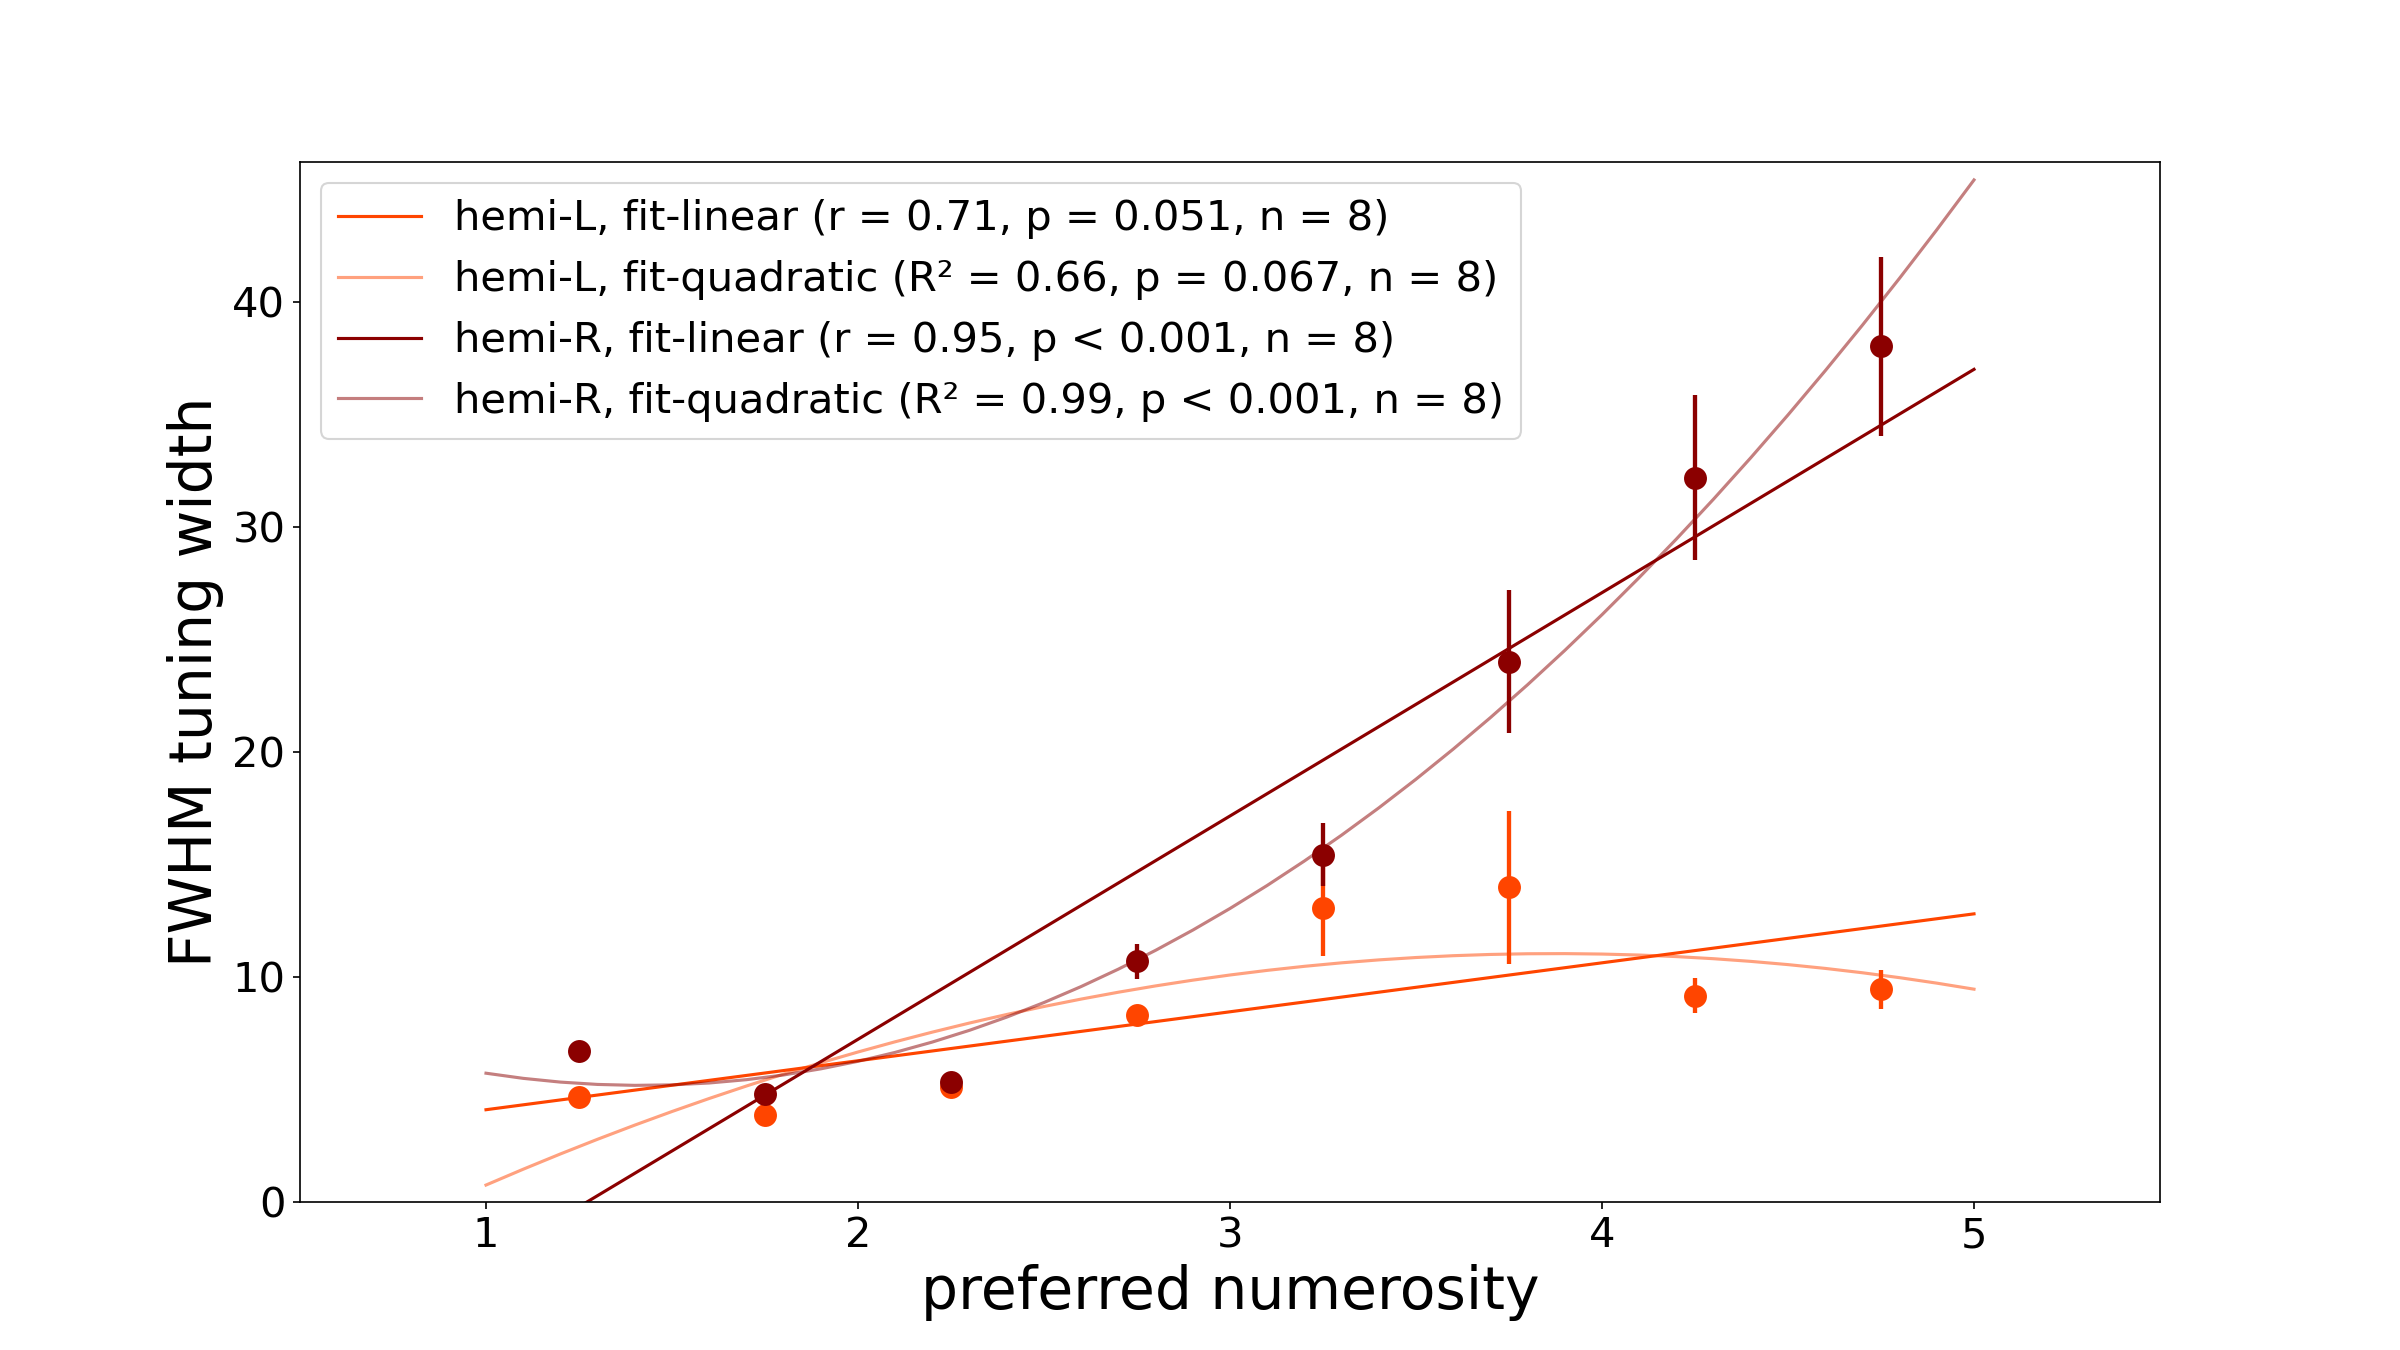 hemi-L, fit-linear (r = 0.71, p = 0.051, n = 8)
hemi-L, fit-quadratic (R² = 0.66, p = 0.067, n = 8)
hemi-R, fit-linear (r = 0.95, p < 0.001, n = 8)
hemi-R, fit-quadratic (R² = 0.99, p < 0.001, n = 8)
FWHM tuning width
40
30
20
10
0
1 2 3 4 5
preferred numerosity